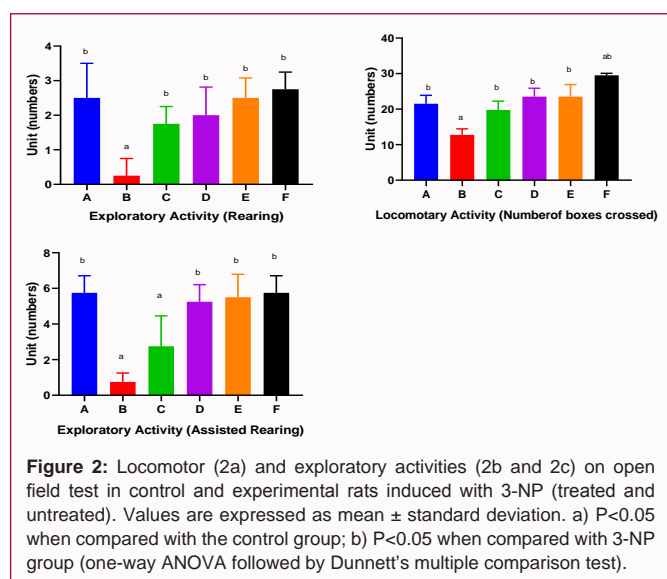 b b b b b
a
4
3
2
1
0
Unit (numbers)
A B C D E F
Exploratory Activity (Rearing)
b a b b b ab
40
30
20
10
0
Unit (numbers)
A B C D E F
Locomotary Activity (Numberof boxes crossed)
b a a b b b
8
6
4
2
0
Unit (numbers)
A B C D E F
Exploratory Activity (Assisted Rearing)
Figure 2: Locomotor (2a) and exploratory activities (2b and 2c) on open
field test in control and experimental rats induced with 3-NP (treated and
untreated). Values are expressed as mean ± standard deviation. a) P<0.05
when compared with the control group; b) P<0.05 when compared with 3-NP
group (one-way ANOVA followed by Dunnett’s multiple comparison test).